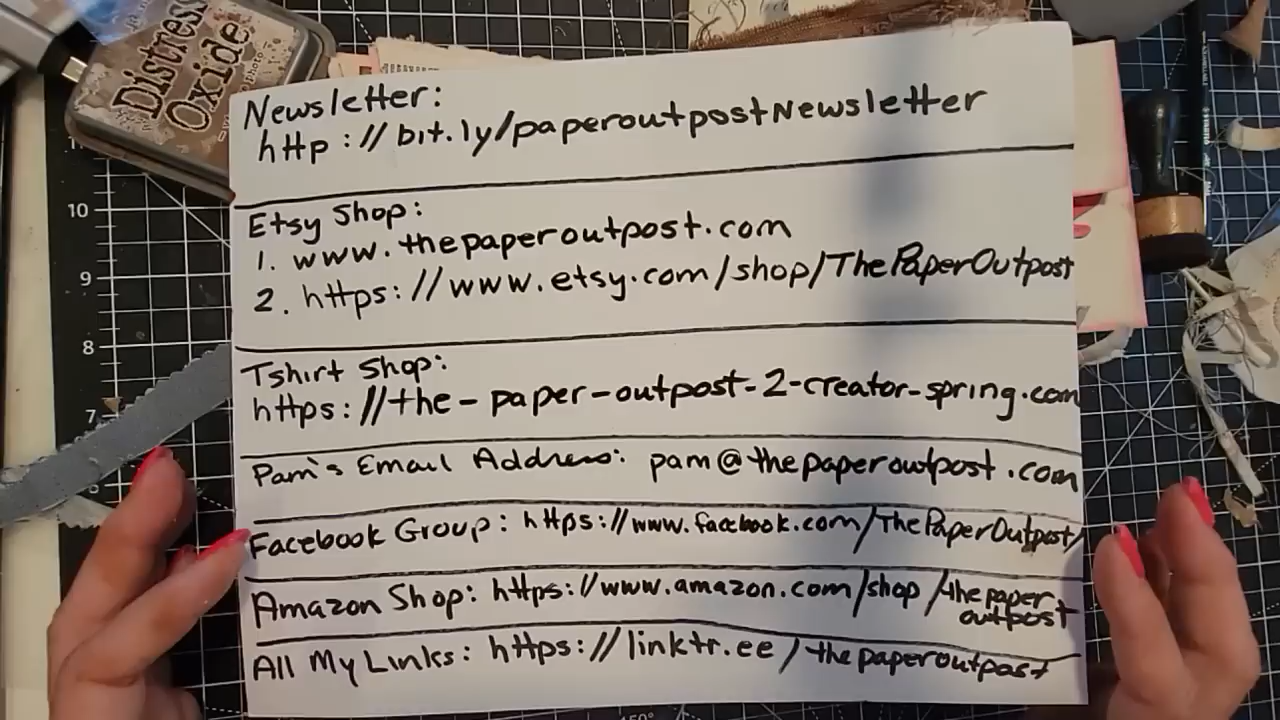 Distress
Oxide
Newsletter:
http://bit.ly/paperoutpostNewsletter
Etsy Shop:
1. www.thepaperoutpost.com
2. https://www.etsy.com/shop/ThePaperOutpost
Tshirt Shop:
https://the-paper-outpost-2-creator-spring.com
Pam's Email Address: pam@thepaperoutpost.com
Facebook Group: https://www.facebook.com/ThePaperOutpost/
Amazon Shop: https://www.amazon.com/shop/thepaper
outpost
All My Links: https://linktr.ee/thepaperoutpost
10
9
8
7